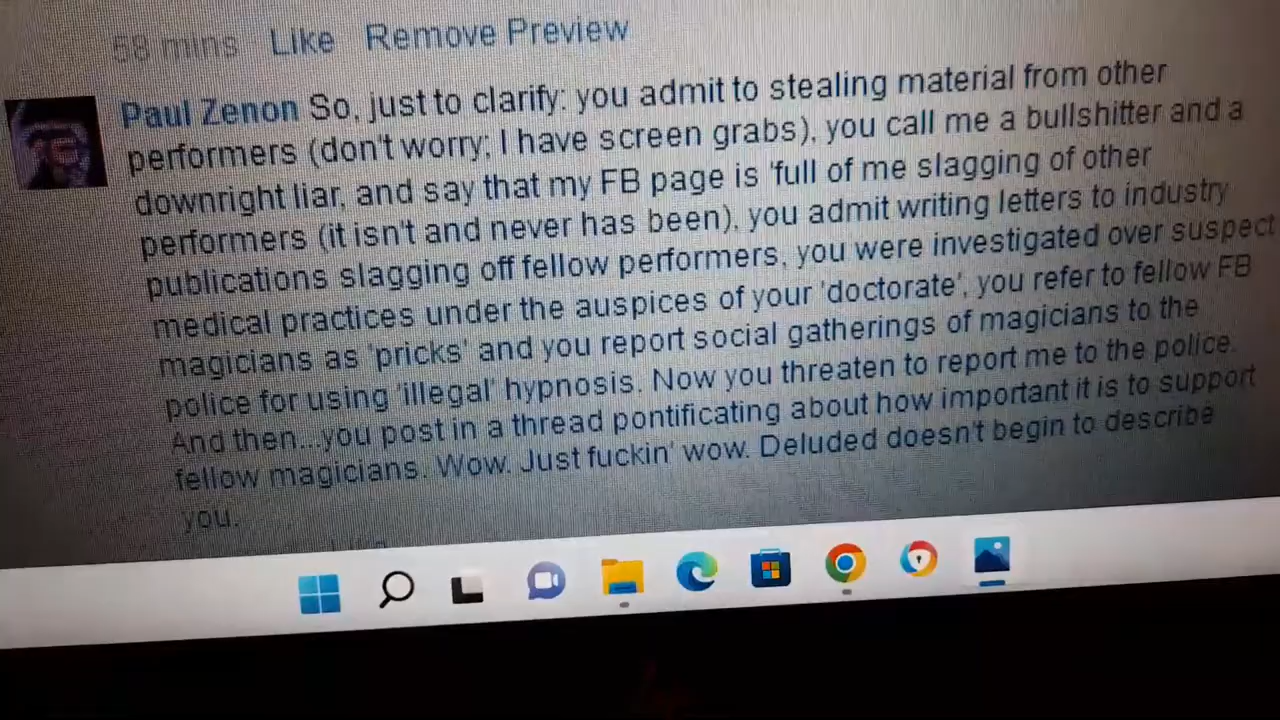 58 mins Like Remove Preview
Paul Zenon So, just to clarify: you admit to stealing material from other
performers (don't worry; I have screen grabs), you call me a bullshitter and a
downright liar, and say that my FB page is 'full of me slagging of other
performers (it isn't and never has been), you admit writing letters to industry
publications slagging off fellow performers, you were investigated over suspect
medical practices under the auspices of your 'doctorate', you refer to fellow FB
magicians as 'pricks' and you report social gatherings of magicians to the
police for using 'illegal' hypnosis. Now you threaten to report me to the police.
And then...you post in a thread pontificating about how important it is to support
fellow magicians. Wow. Just fuckin' wow. Deluded doesn't begin to describe
you.